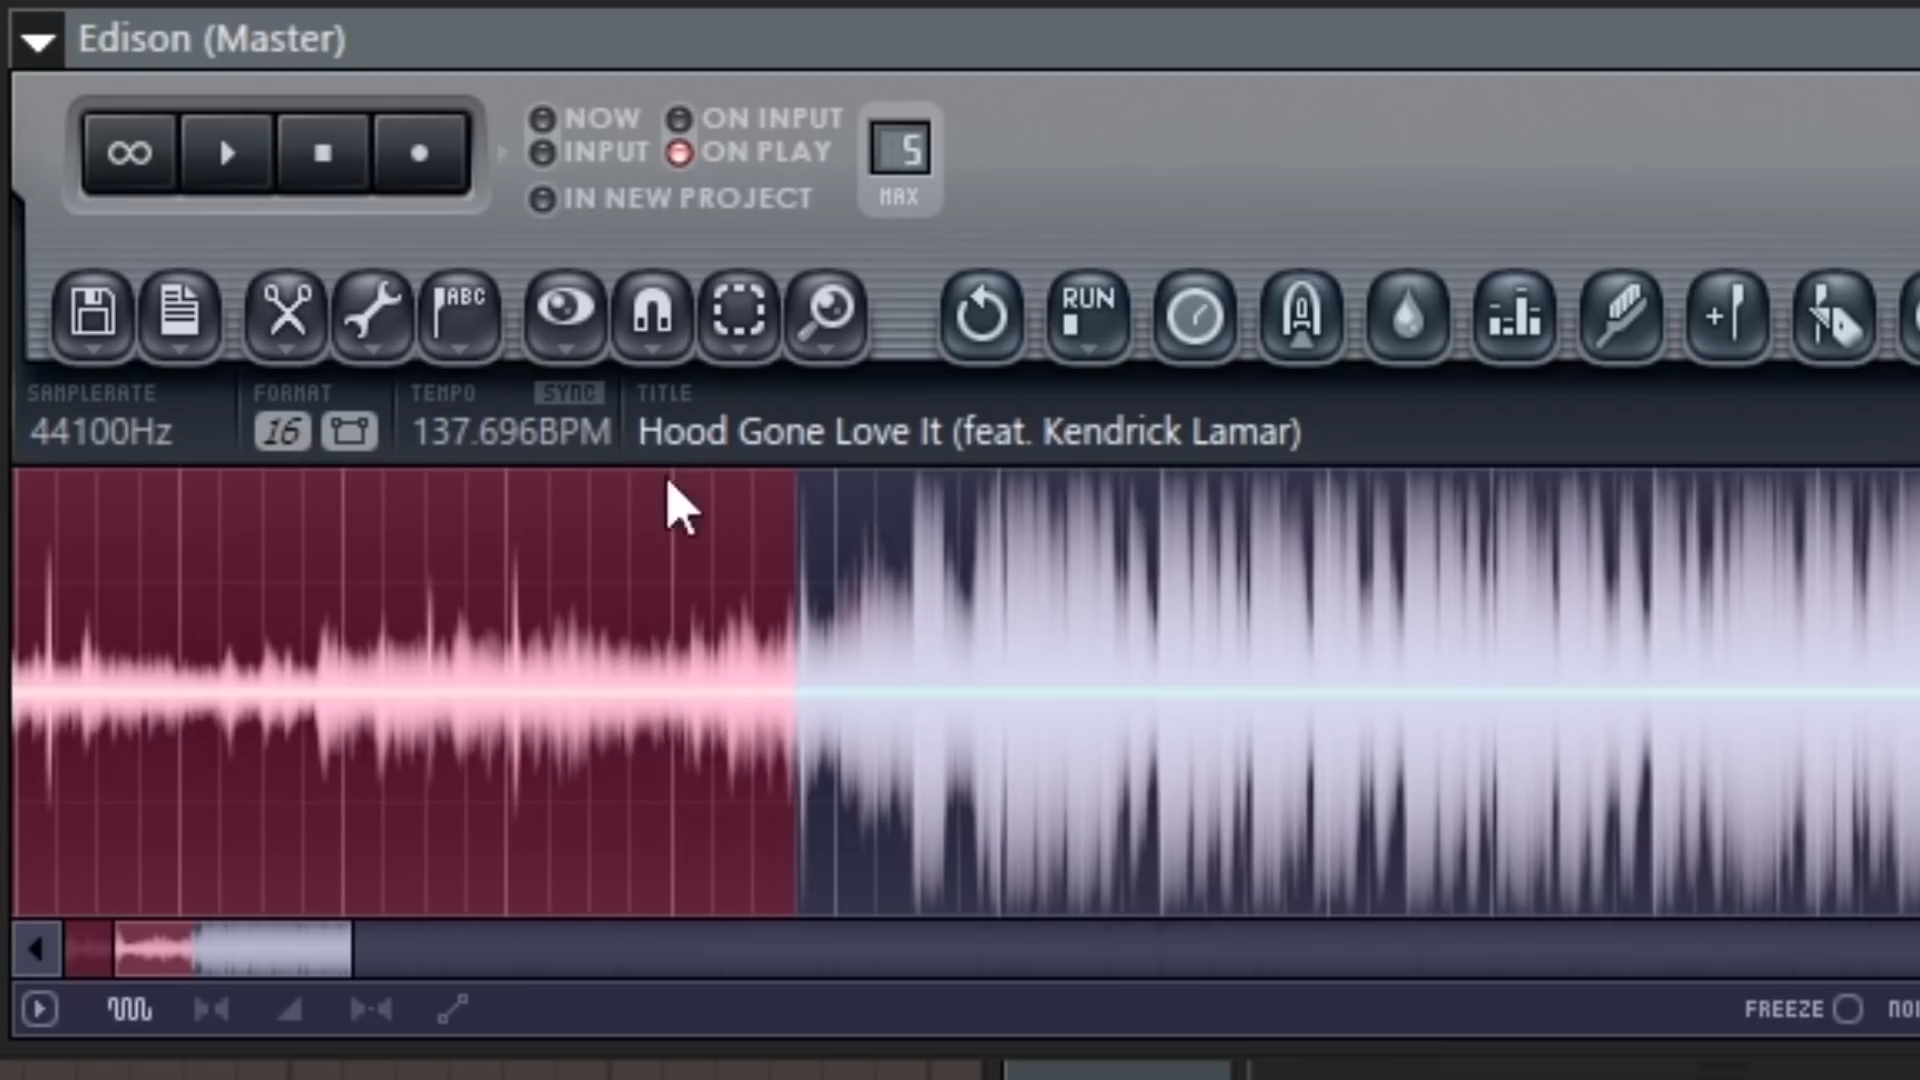 Edison (Master)
NOW ON INPUT
INPUT ON PLAY
5
IN NEW PROJECT
MAX
ABC
RUN
SAMPLERATE FORMAT TEMPO SYNC TITLE
44100Hz 16 137.696BPM Hood Gone Love It (feat. Kendrick Lamar)
FREEZE